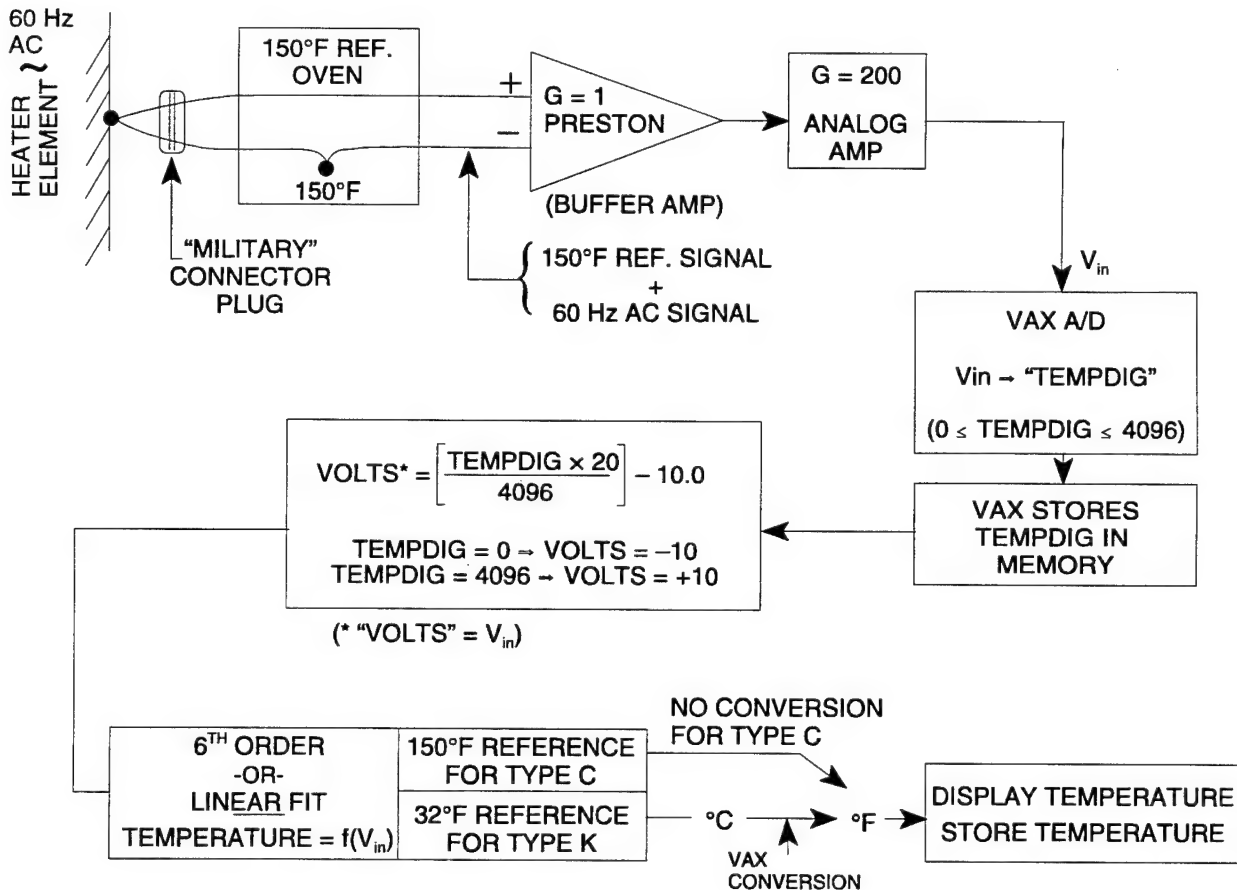 60 Hz
AC
~
HEATER
ELEMENT
150°F REF.
OVEN
150°F
"MILITARY"
CONNECTOR
PLUG
+
−
G = 1
PRESTON
(BUFFER AMP)
150°F REF. SIGNAL
+
60 Hz AC SIGNAL
G = 200
ANALOG
AMP
Vin
VAX A/D
Vin → "TEMPDIG"
(0 ≤ TEMPDIG ≤ 4096)
VAX STORES
TEMPDIG IN
MEMORY
VOLTS* = [TEMPDIG × 20 / 4096] − 10.0
TEMPDIG = 0 → VOLTS = −10
TEMPDIG = 4096 → VOLTS = +10
(* "VOLTS" = Vin)
6TH ORDER
-OR-
LINEAR FIT
TEMPERATURE = f(Vin)
150°F REFERENCE
FOR TYPE C
32°F REFERENCE
FOR TYPE K
NO CONVERSION
FOR TYPE C
°C
°F
VAX
CONVERSION
DISPLAY TEMPERATURE
STORE TEMPERATURE